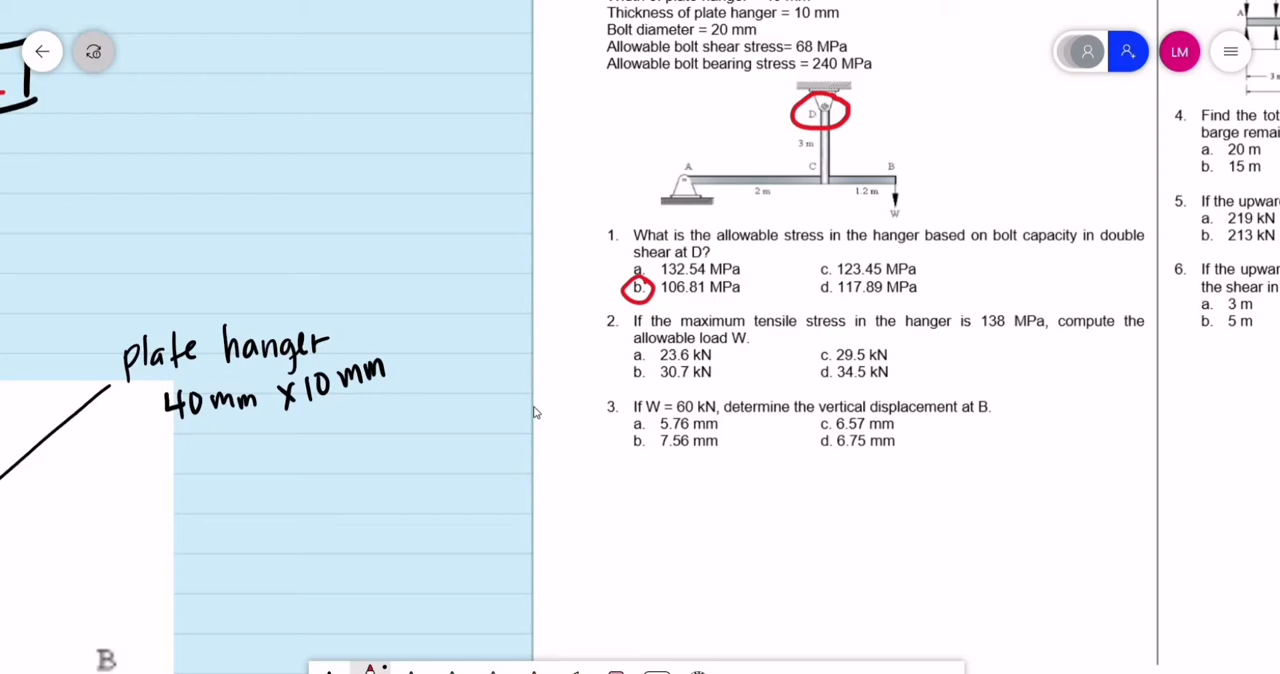 Thickness of plate hanger = 10 mm
Bolt diameter = 20 mm
Allowable bolt shear stress= 68 MPa
Allowable bolt bearing stress = 240 MPa
D
3 m
A
C
B
2 m
1.2 m
W
1. What is the allowable stress in the hanger based on bolt capacity in double
shear at D?
a. 132.54 MPa c. 123.45 MPa
b. 106.81 MPa d. 117.89 MPa
2. If the maximum tensile stress in the hanger is 138 MPa, compute the
allowable load W.
a. 23.6 kN c. 29.5 kN
b. 30.7 kN d. 34.5 kN
3. If W = 60 kN, determine the vertical displacement at B.
a. 5.76 mm c. 6.57 mm
b. 7.56 mm d. 6.75 mm
plate hanger
40 mm x 10 mm
B
LM
A
4. Find the tot
barge remai
a. 20 m
b. 15 m
5. If the upwar
a. 219 kN
b. 213 kN
6. If the upwar
the shear in
a. 3 m
b. 5 m